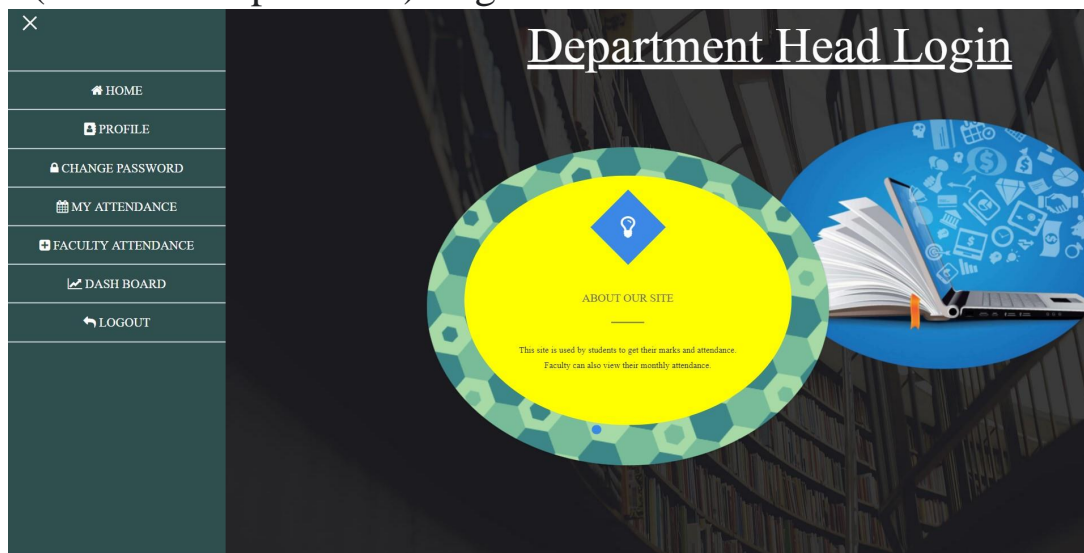 Department Head Login
HOME
PROFILE
CHANGE PASSWORD
MY ATTENDANCE
FACULTY ATTENDANCE
DASH BOARD
LOGOUT
ABOUT OUR SITE
This site is used by students to get their marks and attendance.
Faculty can also view their monthly attendance.